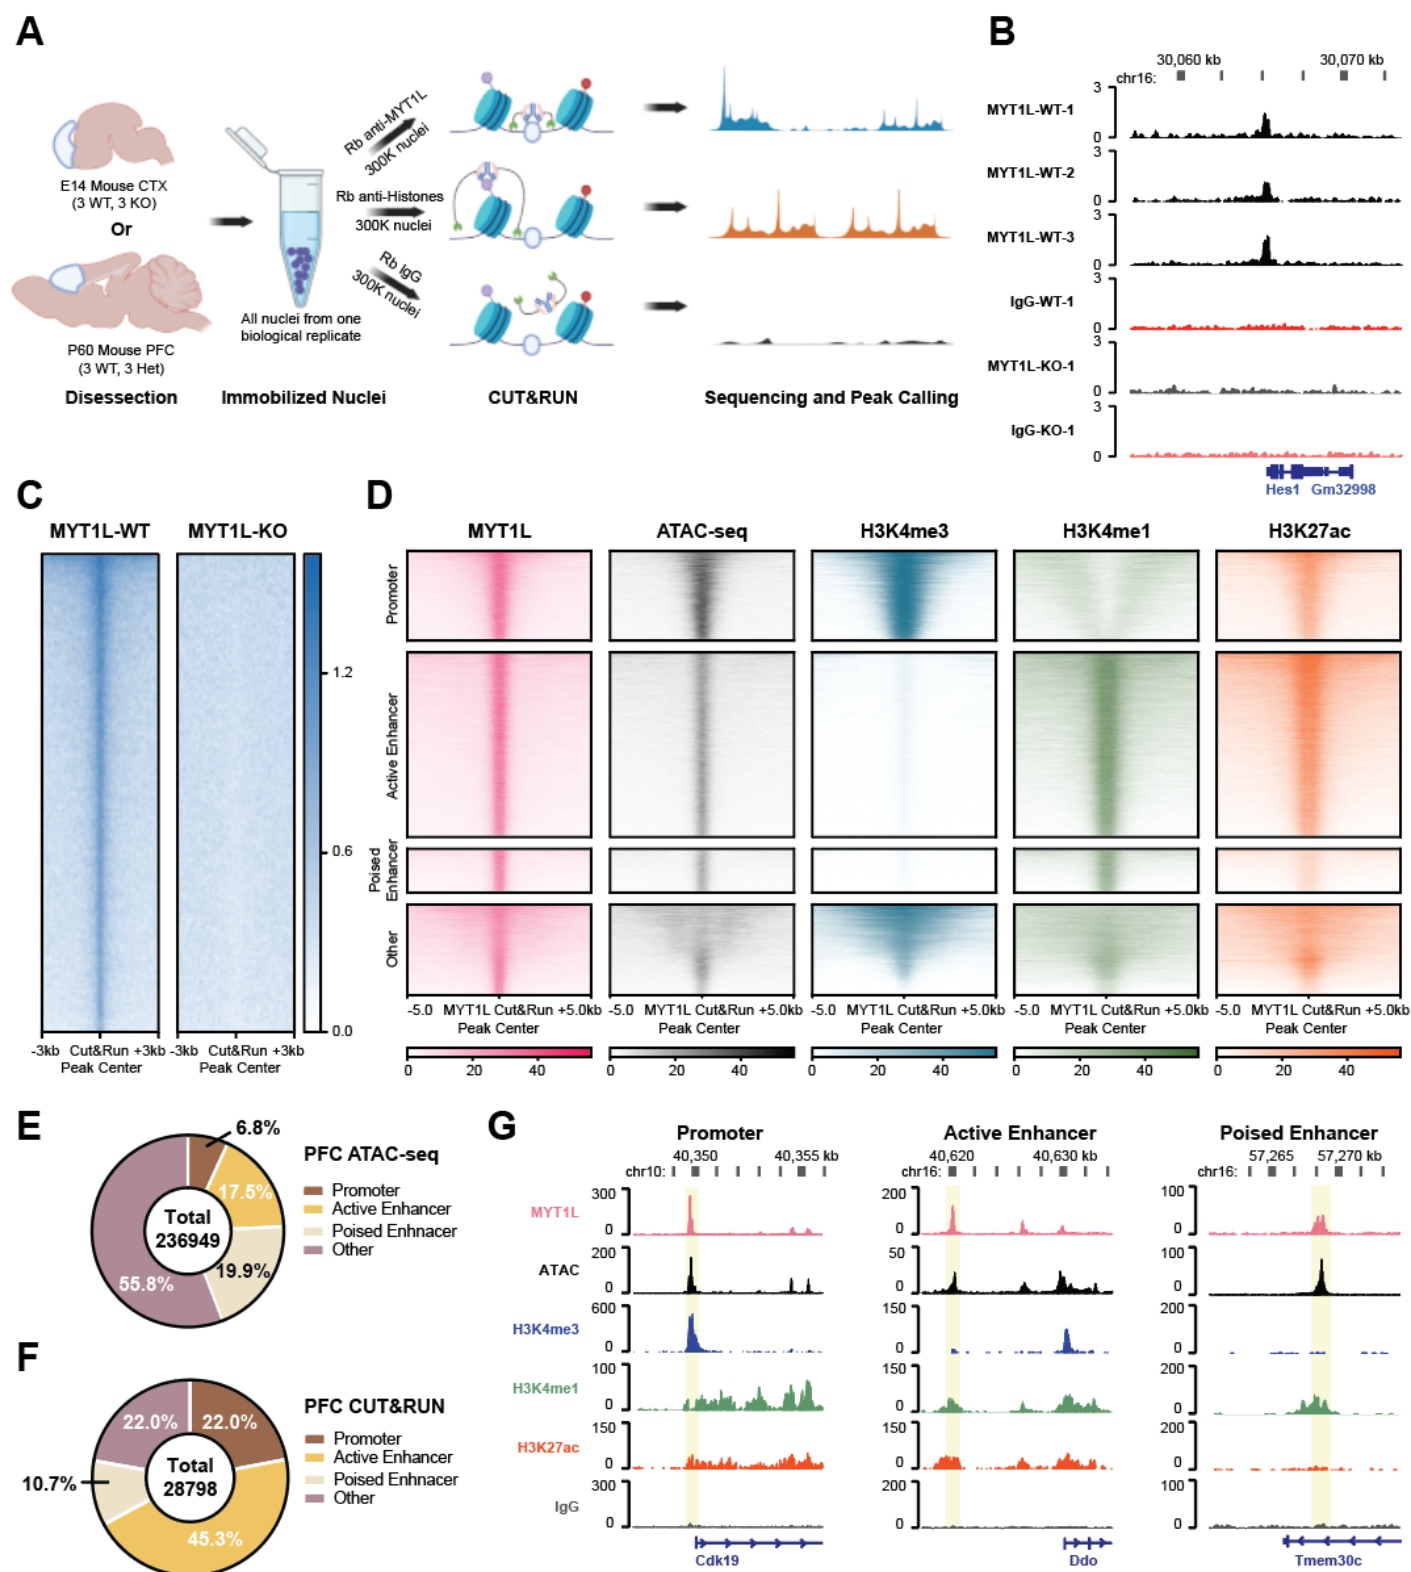 A
E14 Mouse CTX
(3 WT, 3 KO)
Or
P60 Mouse PFC
(3 WT, 3 Het)
Disessection
All nuclei from one
biological replicate
Immobilized Nuclei
Rb anti-MYT1L
300K nuclei
Rb anti-Histones
300K nuclei
Rb IgG
300K nuclei
CUT&RUN
Sequencing and Peak Calling
B
30,060 kb 30,070 kb
chr16:
MYT1L-WT-1
3
0
MYT1L-WT-2
3
0
MYT1L-WT-3
3
0
IgG-WT-1
3
0
MYT1L-KO-1
3
0
IgG-KO-1
3
0
Hes1 Gm32998
C
MYT1L-WT MYT1L-KO
1.2
0.6
0.0
-3kb Cut&Run +3kb -3kb Cut&Run +3kb
Peak Center Peak Center
D
MYT1L ATAC-seq H3K4me3 H3K4me1 H3K27ac
Promoter
Active Enhancer
Poised
Enhancer
Other
-5.0 MYT1L Cut&Run +5.0kb -5.0 MYT1L Cut&Run +5.0kb -5.0 MYT1L Cut&Run +5.0kb -5.0 MYT1L Cut&Run +5.0kb -5.0 MYT1L Cut&Run +5.0kb
Peak Center Peak Center Peak Center Peak Center Peak Center
0 20 40 0 20 40 0 20 40 0 20 40 0 20 40
E
6.8%
17.5%
19.9%
55.8%
Total
236949
PFC ATAC-seq
Promoter
Active Enhancer
Poised Enhnacer
Other
F
22.0% 22.0%
10.7%
45.3%
Total
28798
PFC CUT&RUN
Promoter
Active Enhancer
Poised Enhnacer
Other
G
Promoter Active Enhancer Poised Enhancer
40,350 40,355 kb 40,620 40,630 kb 57,265 57,270 kb
chr10: chr16: chr16:
MYT1L
300 200 100
0 0 0
ATAC
200 50 100
0 0 0
H3K4me3
600 150 200
0 0 0
H3K4me1
100 150 200
0 0 0
H3K27ac
150 150 200
0 0 0
IgG
300 200 100
0 0 0
Cdk19 Ddo Tmem30c